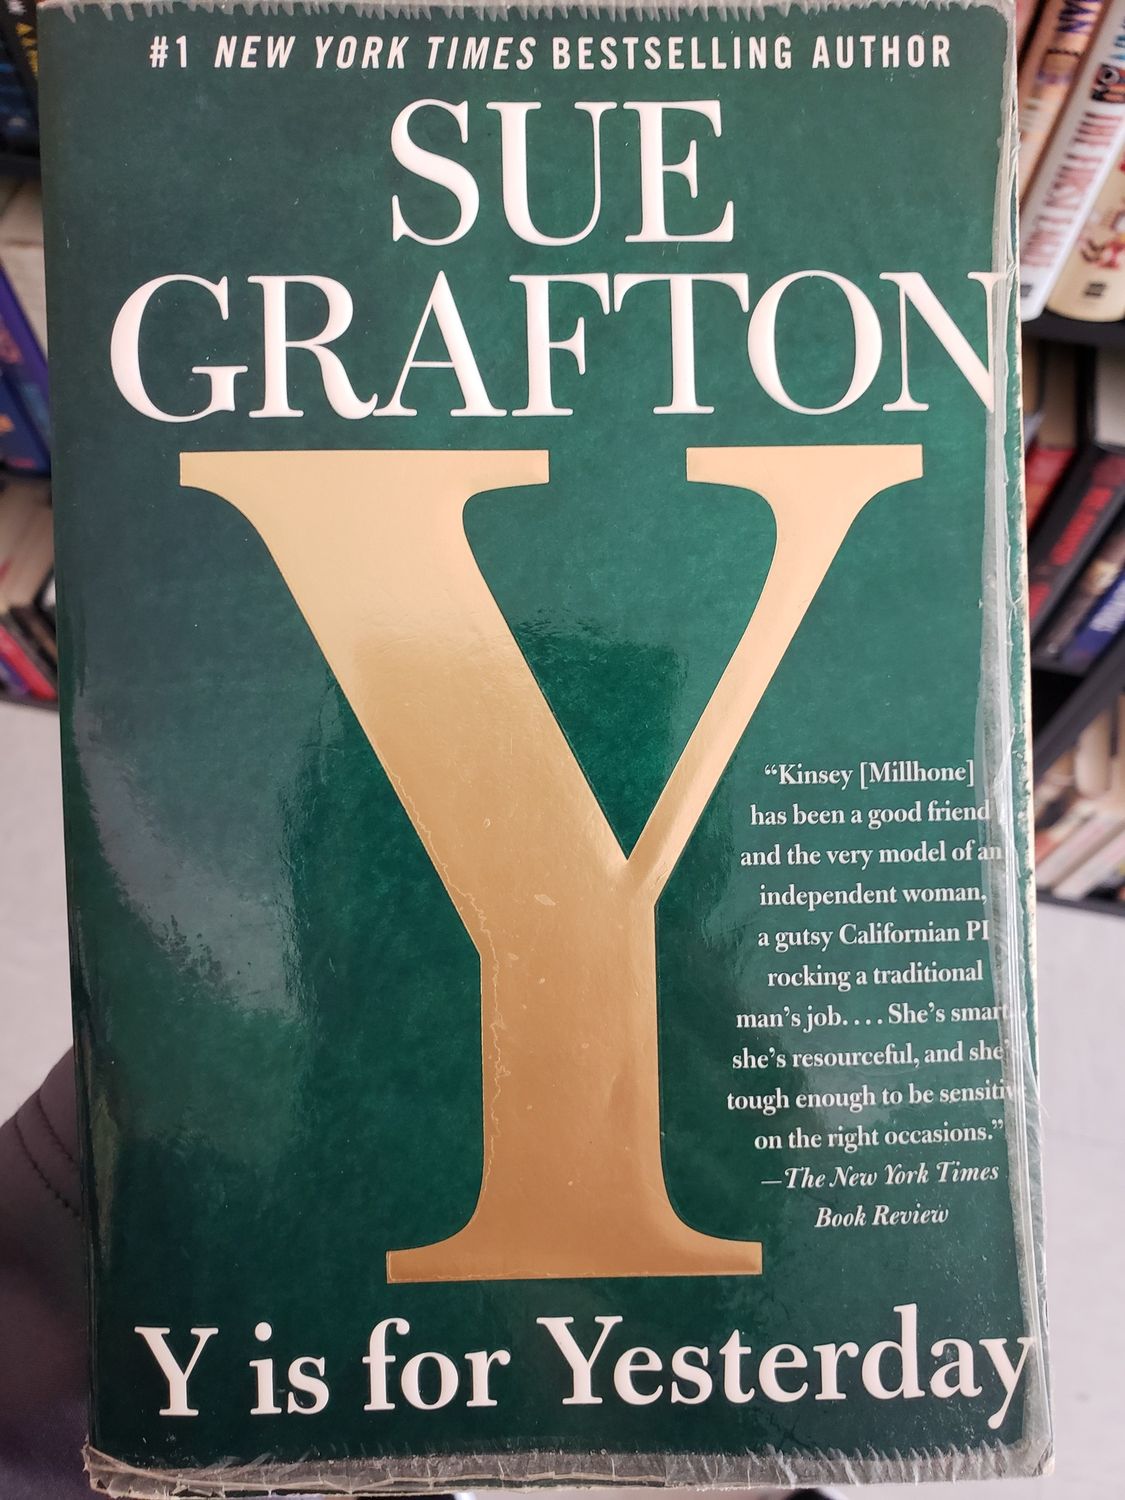 #1 NEW YORK TIMES BESTSELLING AUTHOR
SUE
GRAFTON
Y
"Kinsey [Millhone]
has been a good friend
and the very model of an
independent woman,
a gutsy Californian PI
rocking a traditional
man's job.... She's smart,
she's resourceful, and she'
tough enough to be sensitiv
on the right occasions."
—The New York Times
Book Review
Y is for Yesterday